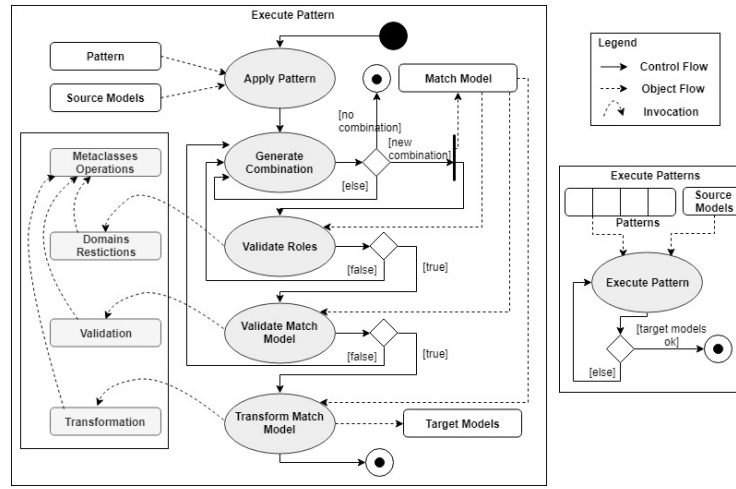 Execute Pattern
Pattern
Source Models
Apply Pattern
Match Model
[no
combination]
[new
combination]
Generate
Combination
[else]
Metaclasses
Operations
Domains
Restictions
Validate Roles
[false]
[true]
Validation
Validate Match
Model
[false]
[true]
Transformation
Transform Match
Model
Target Models
Legend
Control Flow
Object Flow
Invocation
Execute Patterns
Source
Models
Patterns
Execute Pattern
[target models
ok]
[else]